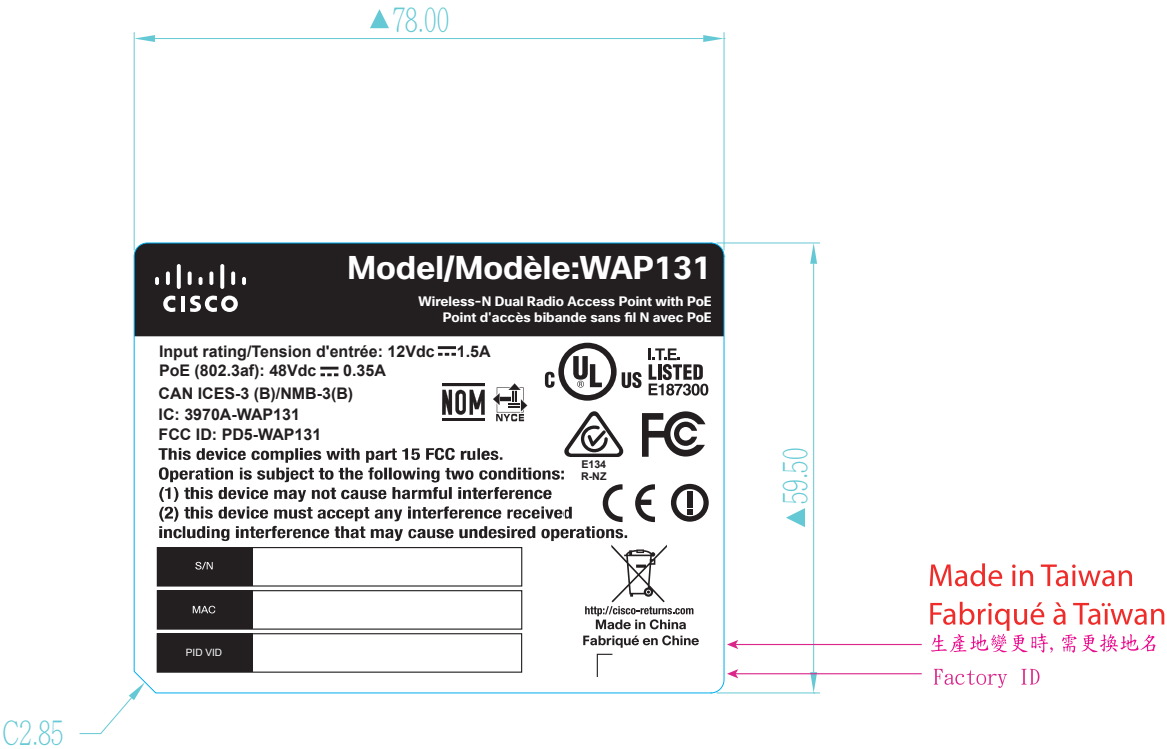 ▲78.00
CISCO
Model/Modèle:WAP131
Wireless-N Dual Radio Access Point with PoE
Point d'accès bibande sans fil N avec PoE
Input rating/Tension d'entrée: 12Vdc ⎓1.5A
PoE (802.3af): 48Vdc ⎓ 0.35A
CAN ICES-3 (B)/NMB-3(B)
IC: 3970A-WAP131
FCC ID: PD5-WAP131
This device complies with part 15 FCC rules.
Operation is subject to the following two conditions:
(1) this device may not cause harmful interference
(2) this device must accept any interference received
including interference that may cause undesired operations.
NOM
NYCE
C UL ® US
I.T.E.
LISTED
E187300
E134
R-NZ
FC
CE
S/N
MAC
PID VID
http://cisco-returns.com
Made in China
Fabriqué en Chine
▲59.50
Made in Taiwan
Fabriqué à Taïwan
生產地變更時,需更换地名
Factory ID
C2.85